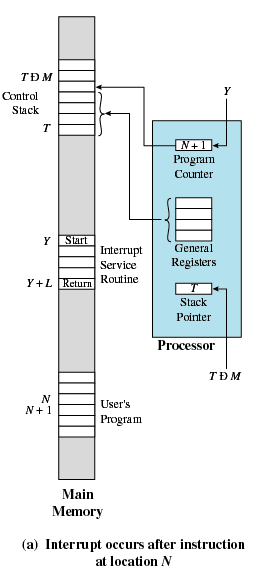 T Ð M
Control
Stack
T
Y
N + 1
Program
Counter
General
Registers
T
Stack
Pointer
Processor
T Ð M
Y
Start
Interrupt
Service
Routine
Y + L
Return
N
N + 1
User's
Program
Main
Memory
(a) Interrupt occurs after instruction
at location N